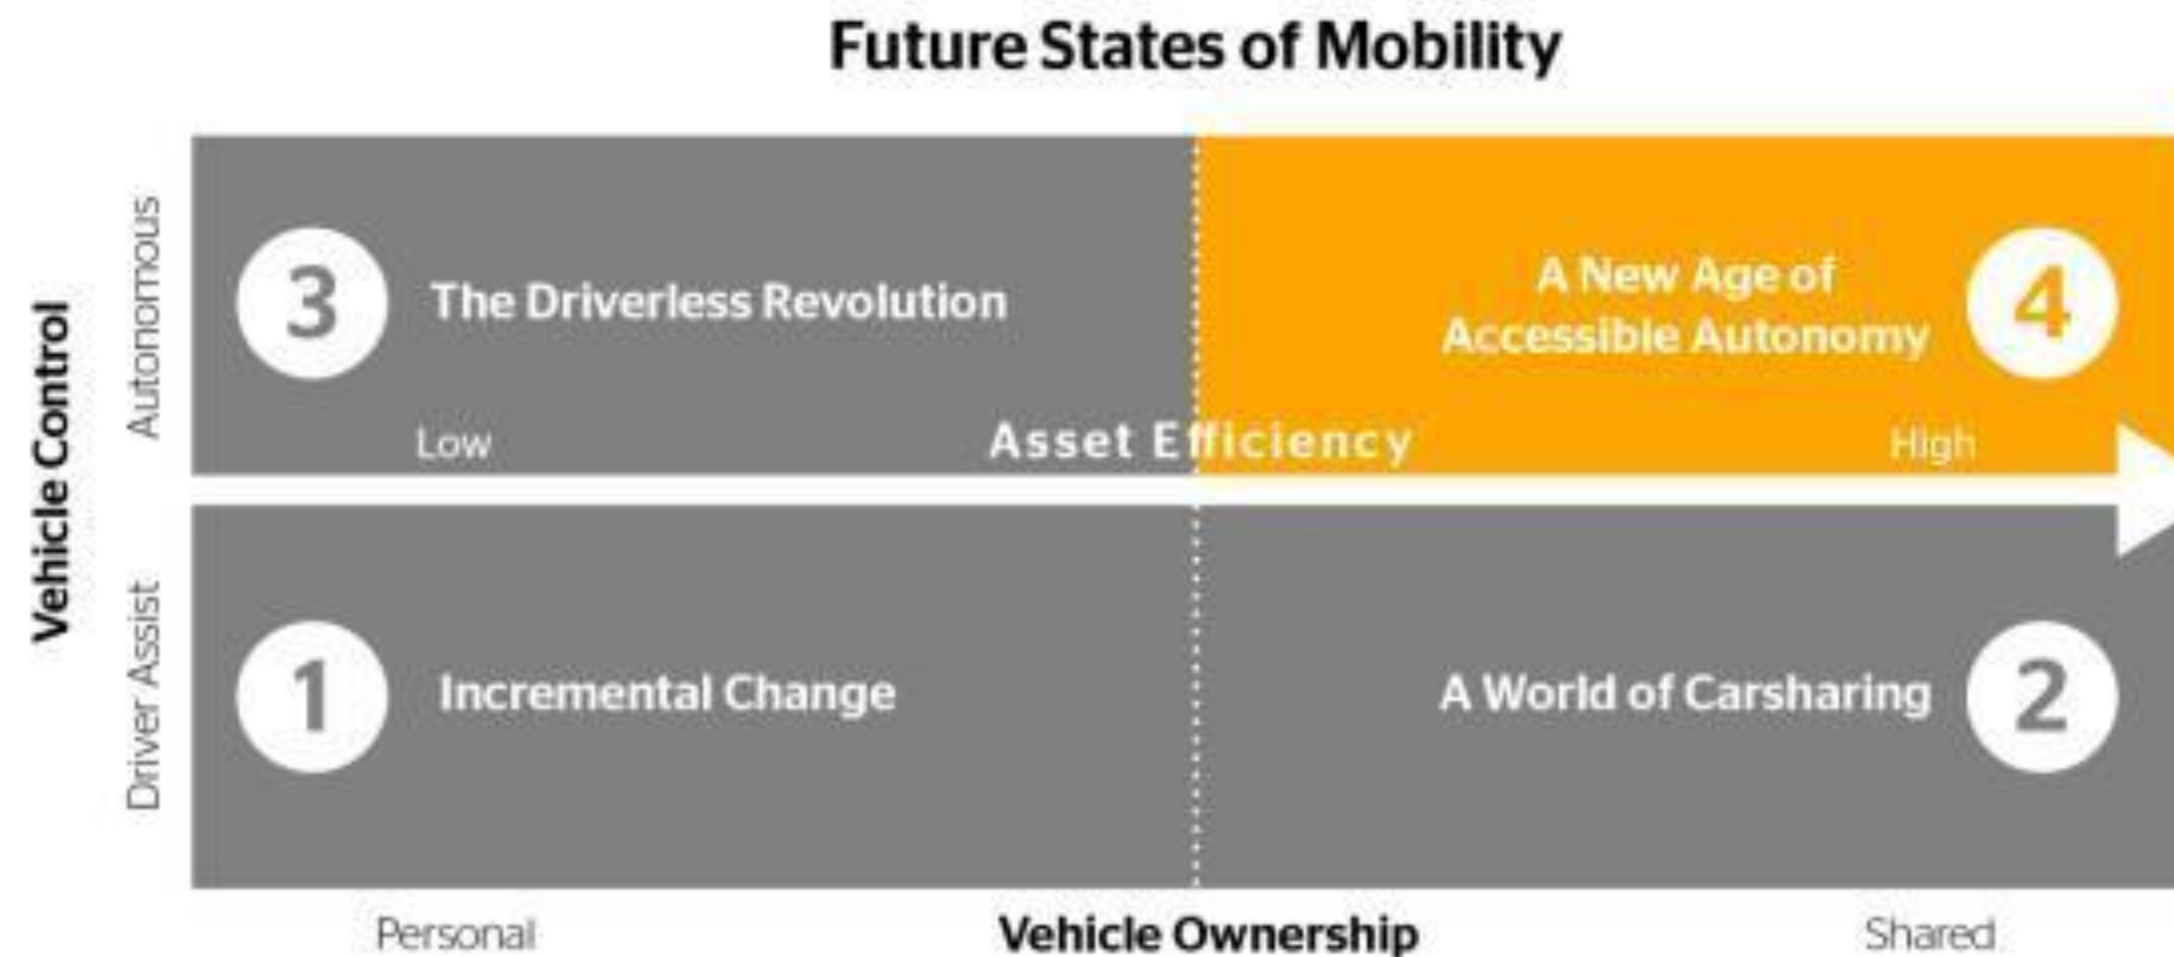 Future States of Mobility
Vehicle Control
Autonomous
3
The Driverless Revolution
A New Age of
Accessible Autonomy
4
Low
Asset Efficiency
High
Driver Assist
1
Incremental Change
A World of Carsharing
2
Personal
Vehicle Ownership
Shared